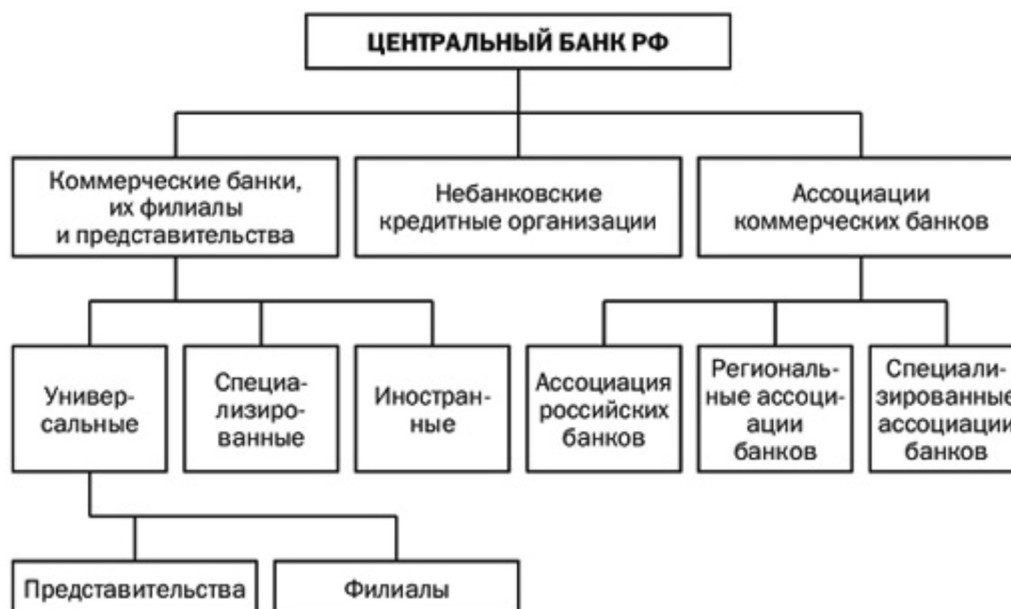 ЦЕНТРАЛЬНЫЙ БАНК РФ
Коммерческие банки,
их филиалы
и представительства
Небанковские
кредитные организации
Ассоциации
коммерческих банков
Универ-
сальные
Специа-
лизиро-
ванные
Иностран-
ные
Ассоциация
российских
банков
Региональ-
ные ассоци-
ации
банков
Специали-
зированные
ассоциации
банков
Представительства
Филиалы